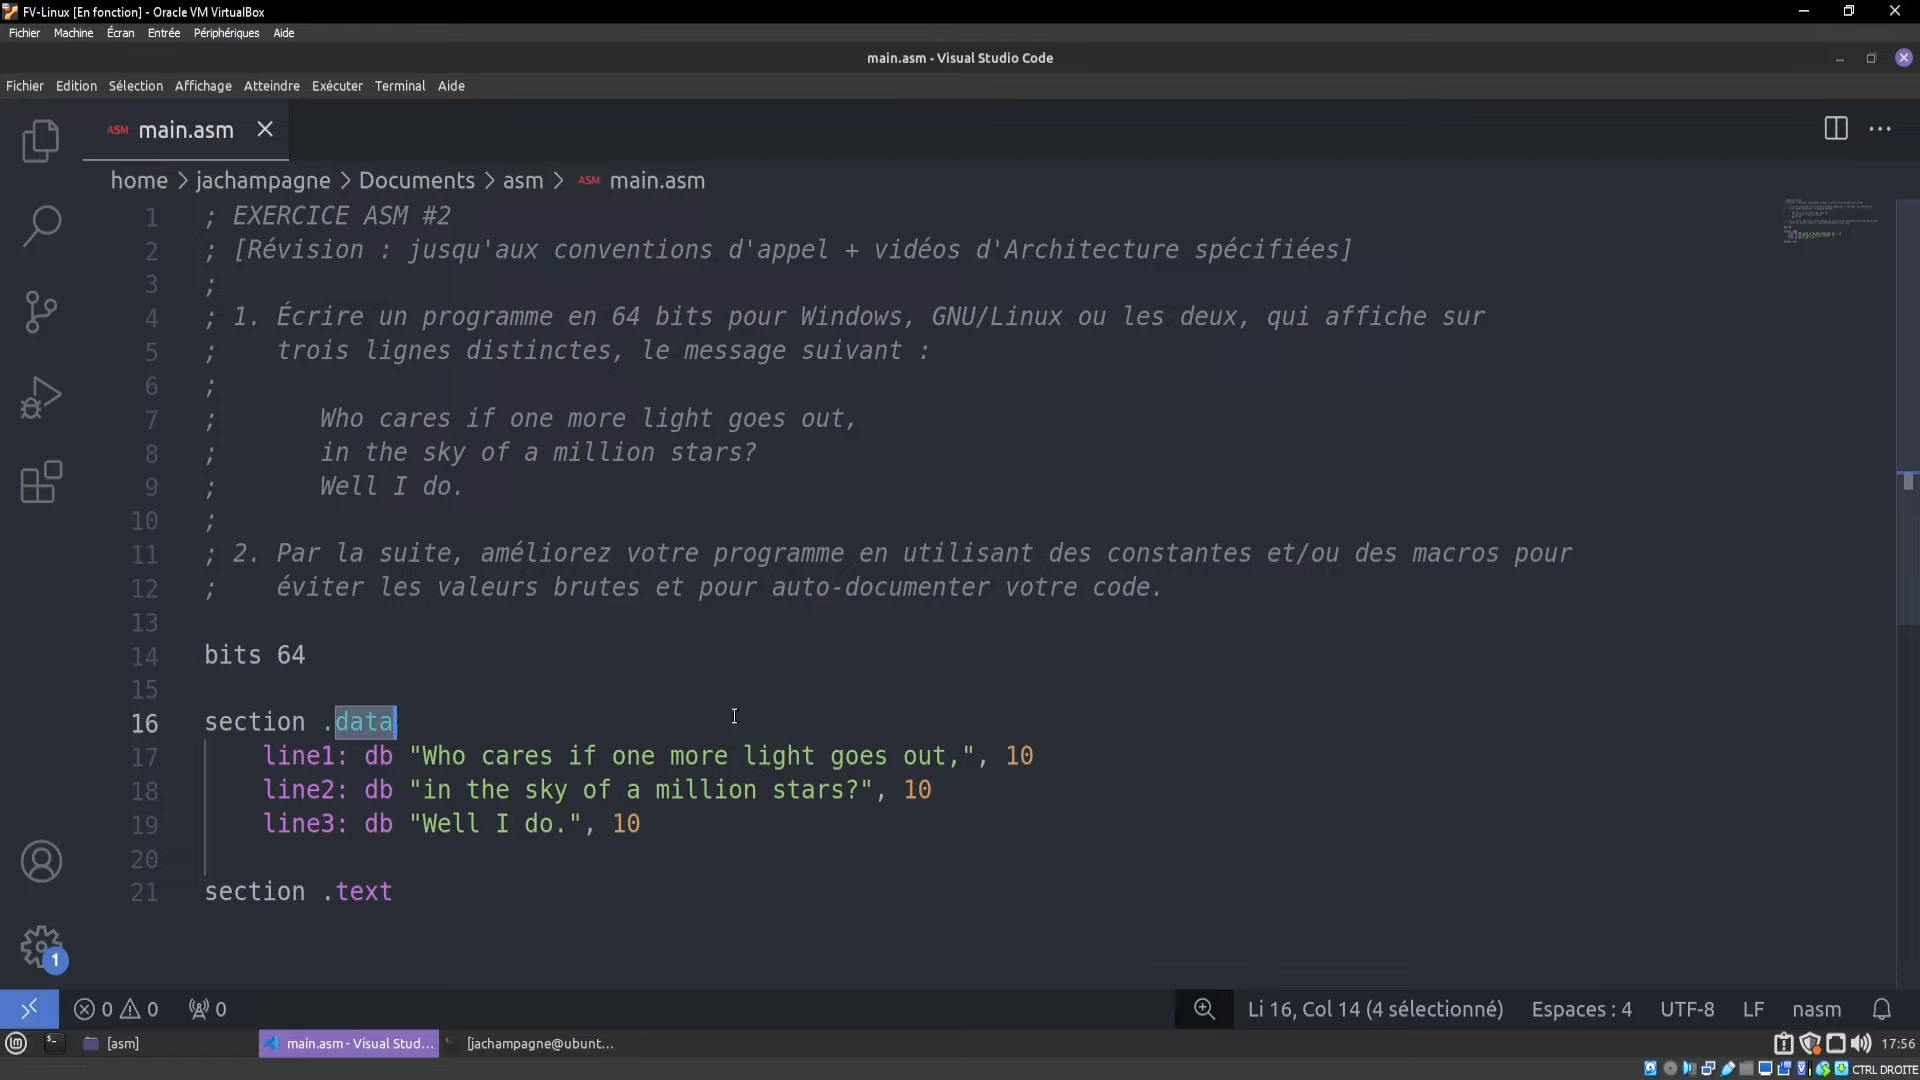 FV-Linux [En fonction] - Oracle VM VirtualBox
Fichier Machine Écran Entrée Périphériques Aide
main.asm - Visual Studio Code
Fichier Edition Sélection Affichage Atteindre Exécuter Terminal Aide
ASM main.asm
home > jachampagne > Documents > asm > ASM main.asm
1 ; EXERCICE ASM #2
2 ; [Révision : jusqu'aux conventions d'appel + vidéos d'Architecture spécifiées]
3 ;
4 ; 1. Écrire un programme en 64 bits pour Windows, GNU/Linux ou les deux, qui affiche sur
5 ; trois lignes distinctes, le message suivant :
6 ;
7 ; Who cares if one more light goes out,
8 ; in the sky of a million stars?
9 ; Well I do.
10 ;
11 ; 2. Par la suite, améliorez votre programme en utilisant des constantes et/ou des macros pour
12 ; éviter les valeurs brutes et pour auto-documenter votre code.
13
14 bits 64
15
16 section .data
17 line1: db "Who cares if one more light goes out,", 10
18 line2: db "in the sky of a million stars?", 10
19 line3: db "Well I do.", 10
20
21 section .text
1
0 0 0 Li 16, Col 14 (4 sélectionné) Espaces : 4 UTF-8 LF nasm
[asm] main.asm - Visual Stud... [jachampagne@ubunt... 17:56
CTRL DROITE